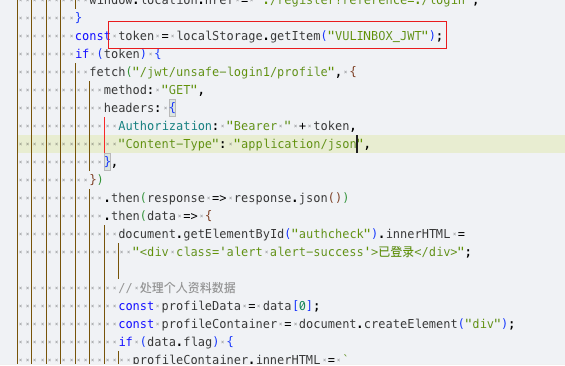 window.location.href = "./register?reference=./login";
}
const token = localStorage.getItem("VULINBOX_JWT");
if (token) {
fetch("/jwt/unsafe-login1/profile", {
method: "GET",
headers: {
Authorization: "Bearer " + token,
"Content-Type": "application/json",
},
})
.then(response => response.json())
.then(data => {
document.getElementById("authcheck").innerHTML =
"<div class='alert alert-success'>已登录</div>";
// 处理个人资料数据
const profileData = data[0];
const profileContainer = document.createElement("div");
if (data.flag) {
profileContainer.innerHTML = `